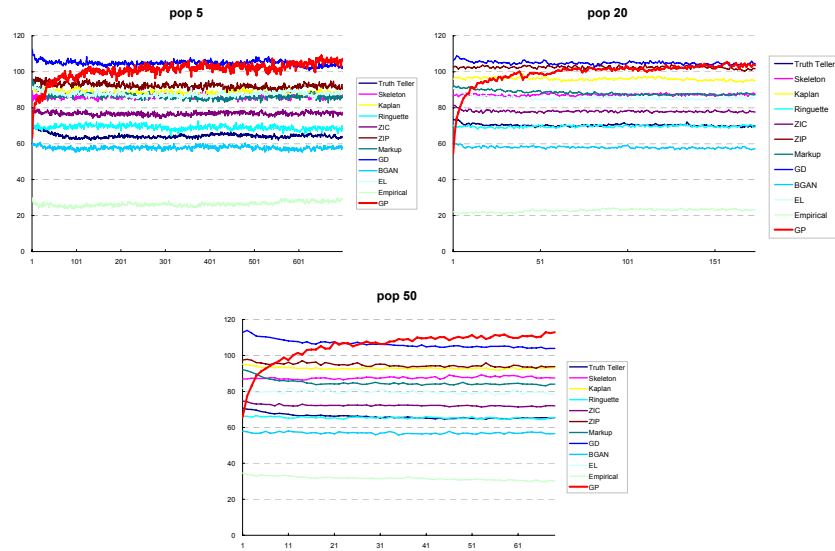 pop 5
120
100
80
60
40
20
0
1 101 201 301 401 501 601
Truth Teller
Skeleton
Kaplan
Ringuette
ZIC
ZIP
Markup
GD
BGAN
EL
Empirical
GP
pop 20
120
100
80
60
40
20
0
1 51 101 151
Truth Teller
Skeleton
Kaplan
Ringuette
ZIC
ZIP
Markup
GD
BGAN
EL
Empirical
GP
pop 50
120
100
80
60
40
20
0
1 11 21 31 41 51 61
Truth Teller
Skeleton
Kaplan
Ringuette
ZIC
ZIP
Markup
GD
BGAN
EL
Empirical
GP